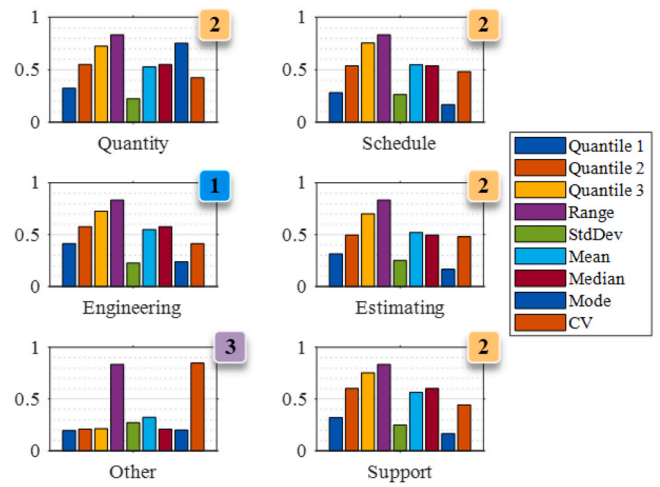 1
0.5
0
2
Quantity
1
0.5
0
2
Schedule
1
0.5
0
1
Engineering
1
0.5
0
2
Estimating
1
0.5
0
3
Other
1
0.5
0
2
Support
Quantile 1
Quantile 2
Quantile 3
Range
StdDev
Mean
Median
Mode
CV